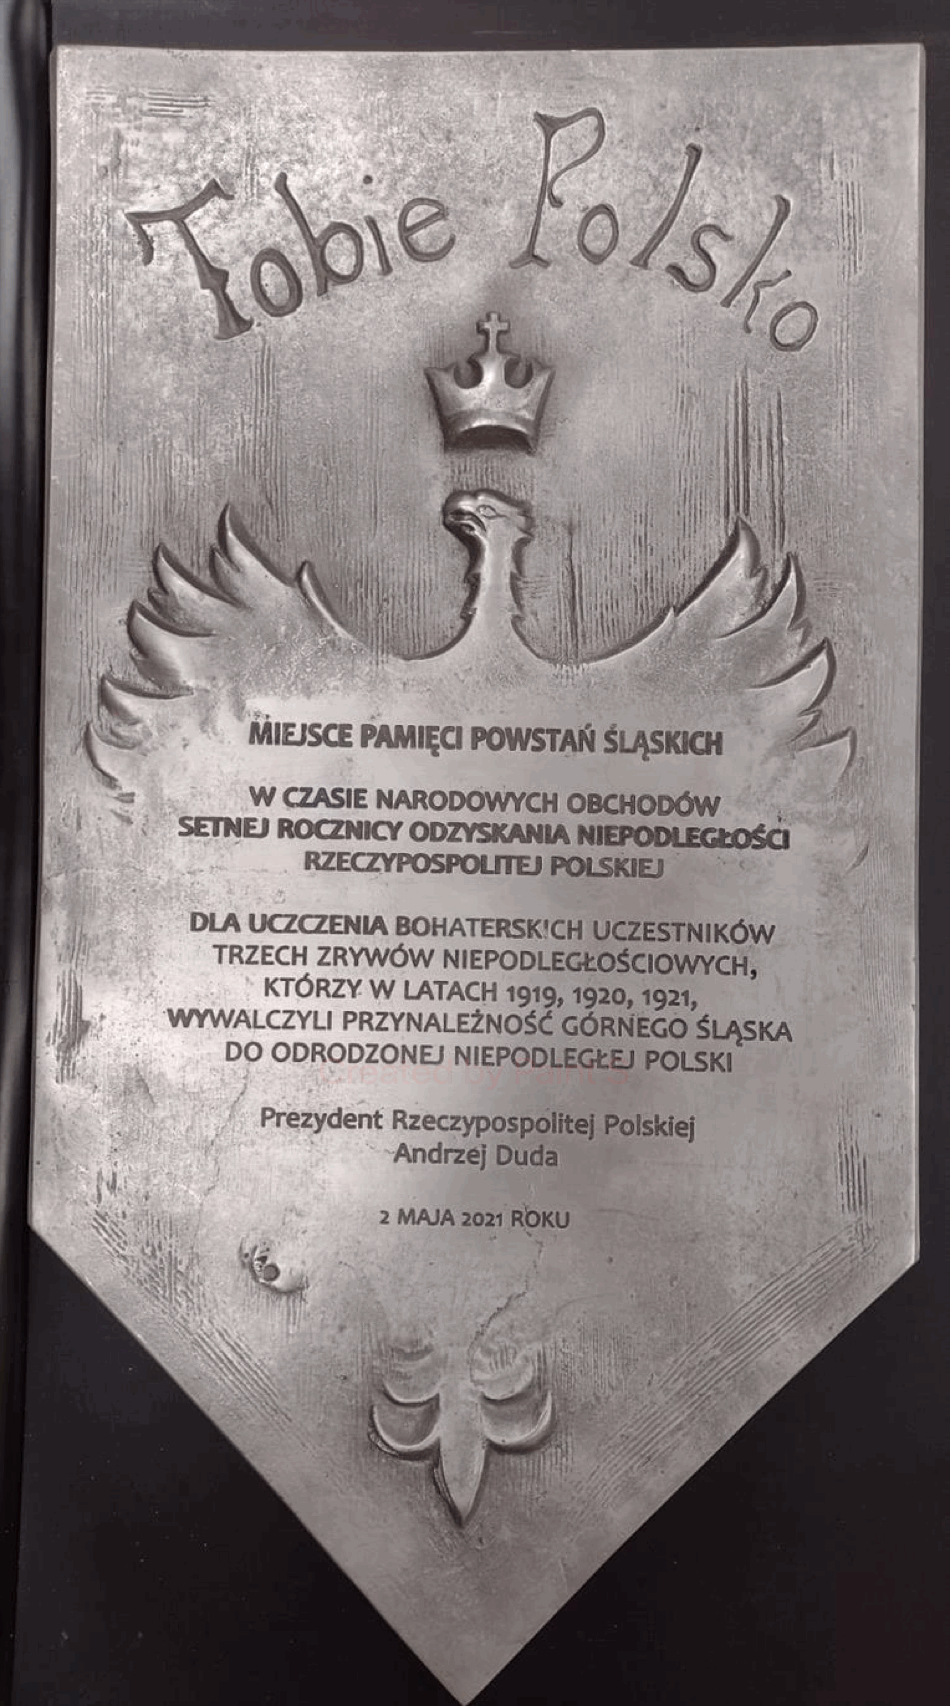 Tobie Polsko
MIEJSCE PAMIĘCI POWSTAŃ ŚLĄSKICH
W CZASIE NARODOWYCH OBCHODÓW
SETNEJ ROCZNICY ODZYSKANIA NIEPODLEGŁOŚCI
RZECZYPOSPOLITEJ POLSKIEJ
DLA UCZCZENIA BOHATERSKICH UCZESTNIKÓW
TRZECH ZRYWÓW NIEPODLEGŁOŚCIOWYCH,
KTÓRZY W LATACH 1919, 1920, 1921,
WYWALCZYLI PRZYNALEŻNOŚĆ GÓRNEGO ŚLĄSKA
DO ODRODZONEJ NIEPODLEGŁEJ POLSKI
Prezydent Rzeczypospolitej Polskiej
Andrzej Duda
2 MAJA 2021 ROKU